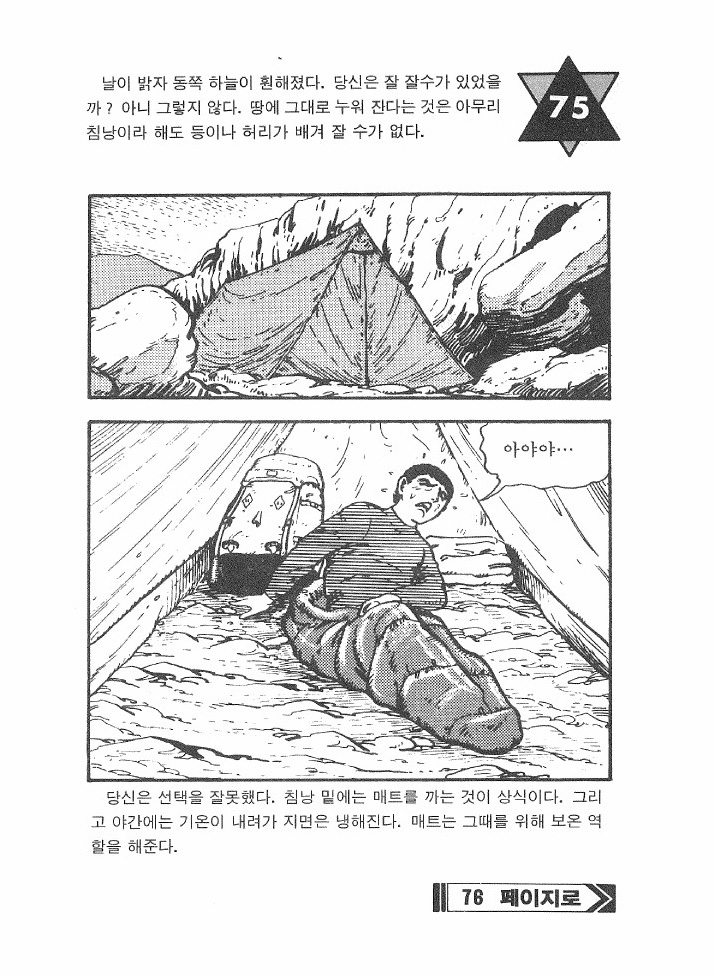 날이 밝자 동쪽 하늘이 훤해졌다. 당신은 잘 잘수가 있었을
까? 아니 그렇지 않다. 땅에 그대로 누워 잔다는 것은 아무리
침낭이라 해도 등이나 허리가 배겨 잘 수가 없다.
75
아야야…
당신은 선택을 잘못했다. 침낭 밑에는 매트를 까는 것이 상식이다. 그리
고 야간에는 기온이 내려가 지면은 냉해진다. 매트는 그때를 위해 보온 역
할을 해준다.
76 페이지로